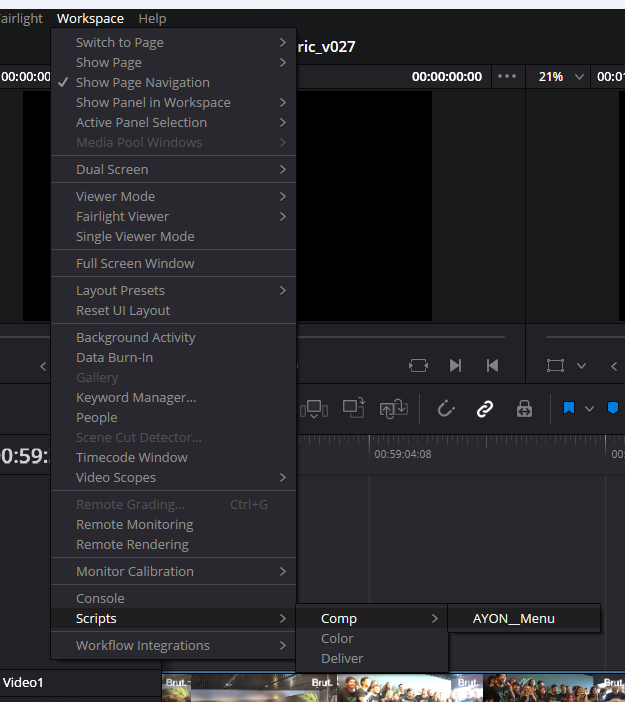 Fairlight Workspace Help
Switch to Page
ric_v027
Show Page
00:00:00 00:00:00:00 21% 00:01
Show Page Navigation
Show Panel in Workspace
Active Panel Selection
Media Pool Windows
Dual Screen
Viewer Mode
Fairlight Viewer
Single Viewer Mode
Full Screen Window
Layout Presets
Reset UI Layout
Background Activity
Data Burn-In
Gallery
Keyword Manager...
People
Scene Cut Detector...
Timecode Window
0:59:
00:59:04:08 00:
Video Scopes
Remote Grading... Ctrl+G
Remote Monitoring
Remote Rendering
Monitor Calibration
Console
Scripts Comp AYON__Menu
Color
Workflow Integrations
Deliver
Video1
Brut. Brut. Brut. Bru